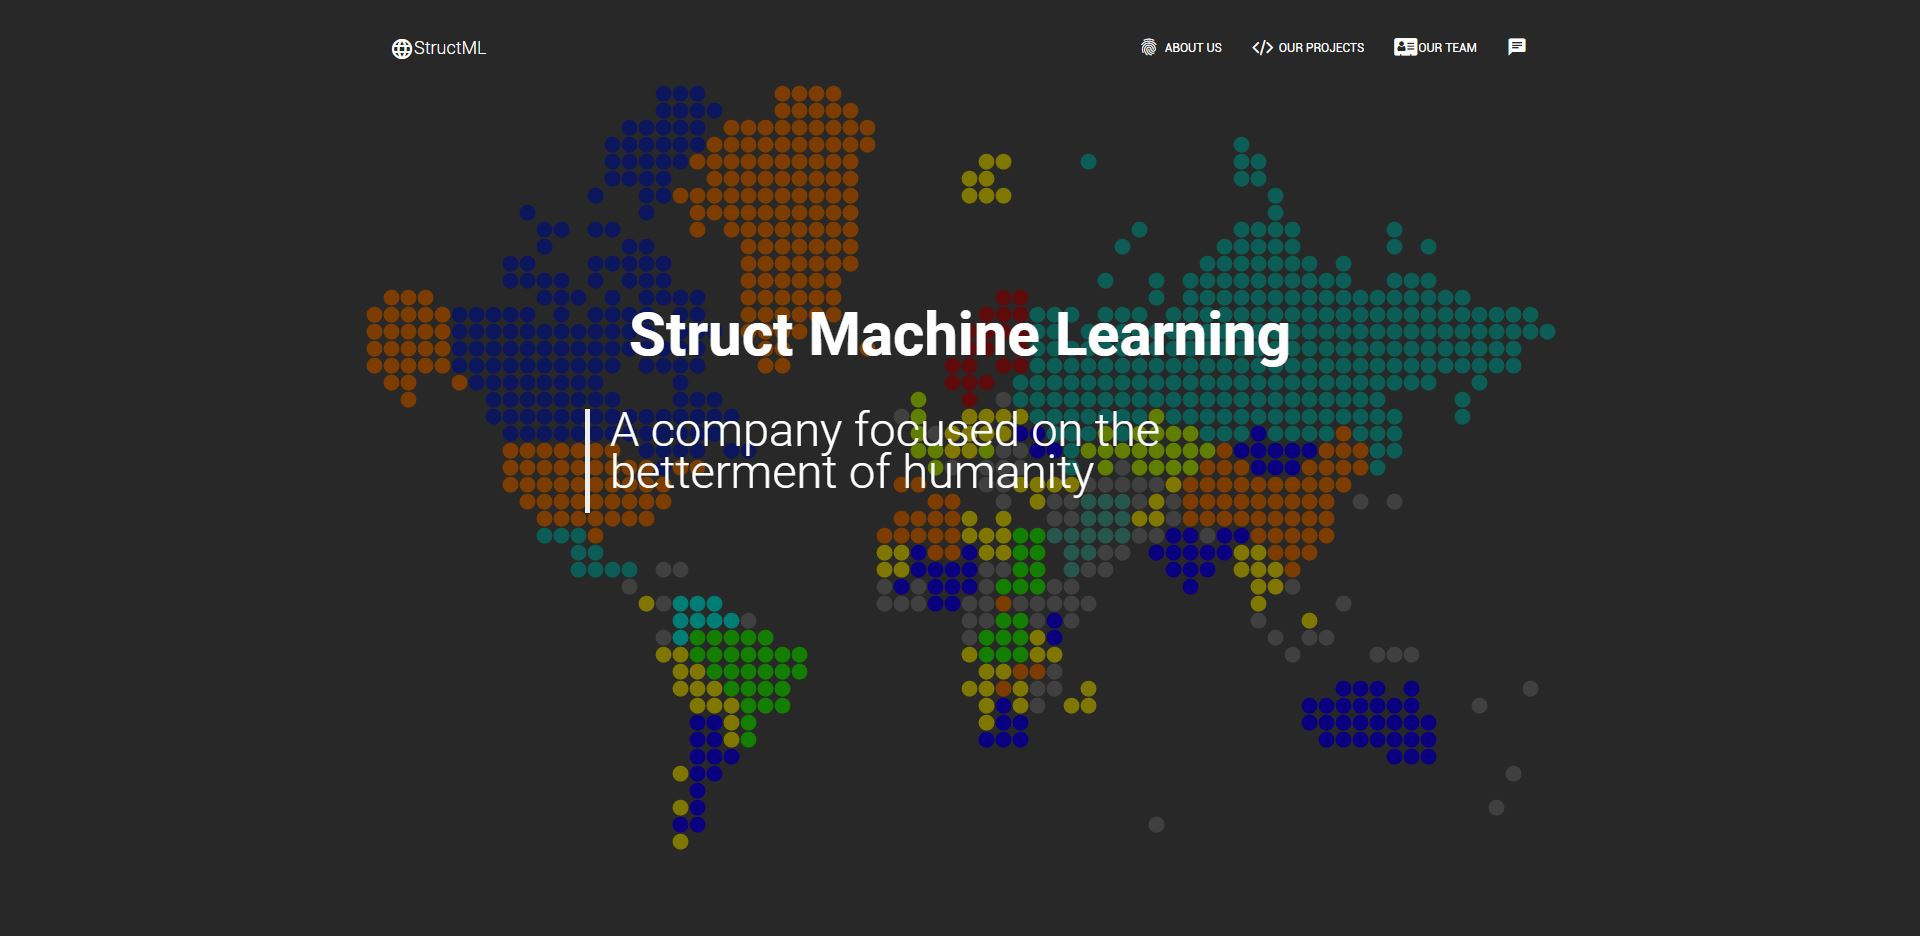 StructML
ABOUT US
OUR PROJECTS
OUR TEAM
Struct Machine Learning
A company focused on the
betterment of humanity